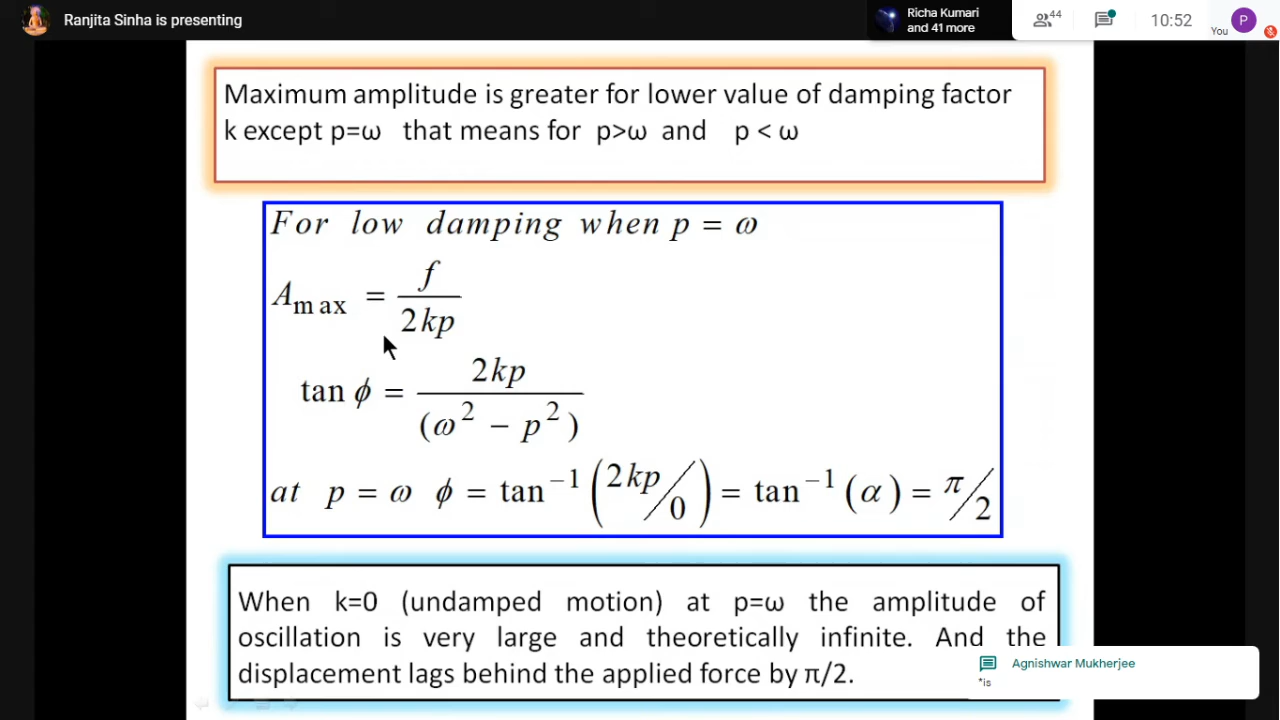 Ranjita Sinha is presenting
Richa Kumari
and 41 more
44
10:52
You
P
Maximum amplitude is greater for lower value of damping factor
k except p=ω that means for p>ω and p < ω
For low damping when p = ω
A_max = f/2kp
tan ϕ = 2kp/(ω² − p²)
at p = ω ϕ = tan⁻¹(2kp/0) = tan⁻¹(α) = π/2
When k=0 (undamped motion) at p=ω the amplitude of
oscillation is very large and theoretically infinite. And the
displacement lags behind the applied force by π/2.
Agnishwar Mukherjee
*is